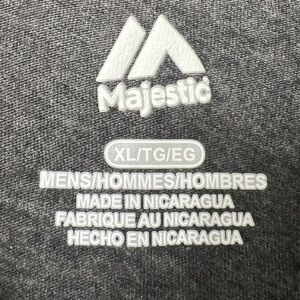 Majestic
XL/TG/EG
MENS/HOMMES/HOMBRES
MADE IN NICARAGUA
FABRIQUE AU NICARAGUA
HECHO EN NICARAGUA